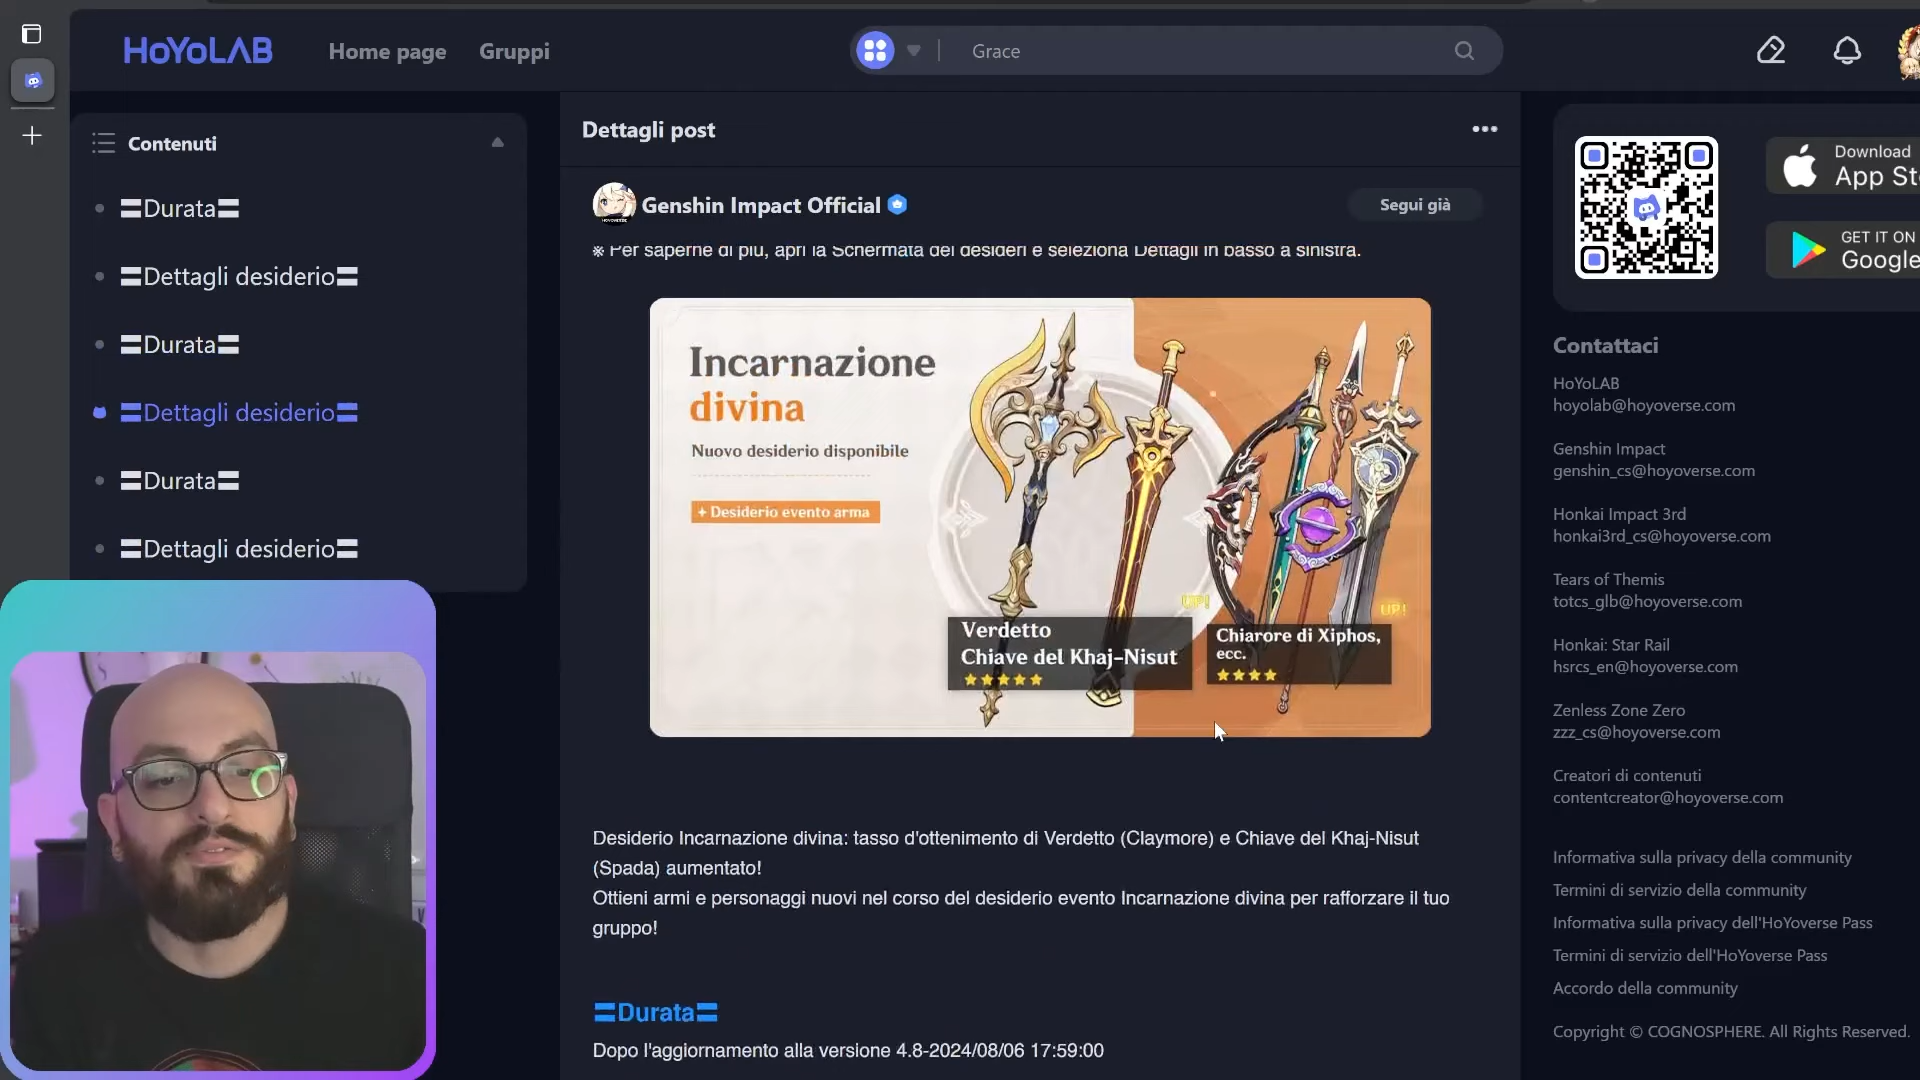 HoYoLAB
Home page
Gruppi
Grace
Contenuti
〓Durata〓
〓Dettagli desiderio〓
〓Durata〓
〓Dettagli desiderio〓
〓Durata〓
〓Dettagli desiderio〓
Dettagli post
Genshin Impact Official
Segui già
※ Per saperne di più, apri la Schermata dei desideri e seleziona Dettagli in basso a sinistra.
Incarnazione
divina
Nuovo desiderio disponibile
Desiderio evento arma
UP!
Verdetto
Chiave del Khaj-Nisut
UP!
Chiarore di Xiphos,
ecc.
Desiderio Incarnazione divina: tasso d'ottenimento di Verdetto (Claymore) e Chiave del Khaj-Nisut
(Spada) aumentato!
Ottieni armi e personaggi nuovi nel corso del desiderio evento Incarnazione divina per rafforzare il tuo
gruppo!
〓Durata〓
Dopo l'aggiornamento alla versione 4.8-2024/08/06 17:59:00
Download
App St
GET IT ON
Google
Contattaci
HoYoLAB
hoyolab@hoyoverse.com
Genshin Impact
genshin_cs@hoyoverse.com
Honkai Impact 3rd
honkai3rd_cs@hoyoverse.com
Tears of Themis
totcs_glb@hoyoverse.com
Honkai: Star Rail
hsrcs_en@hoyoverse.com
Zenless Zone Zero
zzz_cs@hoyoverse.com
Creatori di contenuti
contentcreator@hoyoverse.com
Informativa sulla privacy della community
Termini di servizio della community
Informativa sulla privacy dell'HoYoverse Pass
Termini di servizio dell'HoYoverse Pass
Accordo della community
Copyright © COGNOSPHERE. All Rights Reserved.